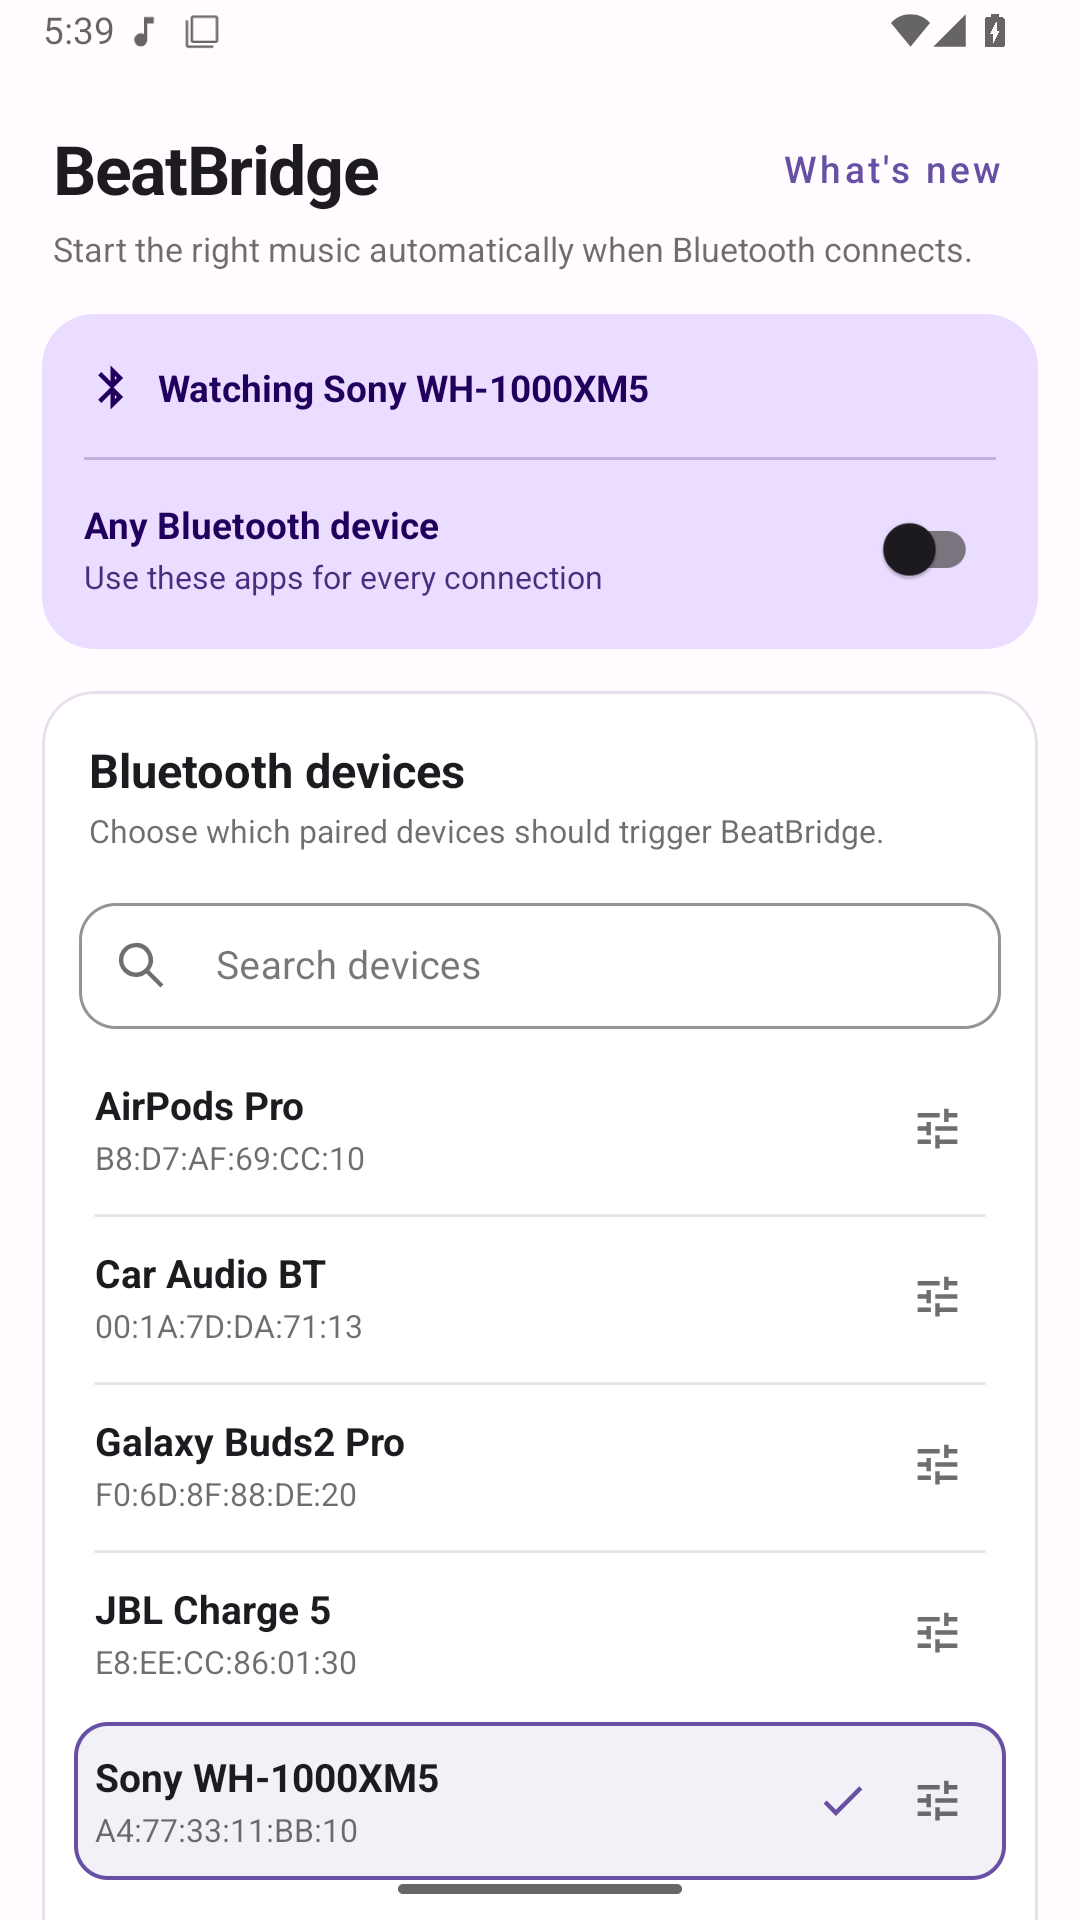 5:39
BeatBridge
What's new
Start the right music automatically when Bluetooth connects.
Watching Sony WH-1000XM5
Any Bluetooth device
Use these apps for every connection
Bluetooth devices
Choose which paired devices should trigger BeatBridge.
Search devices
AirPods Pro
B8:D7:AF:69:CC:10
Car Audio BT
00:1A:7D:DA:71:13
Galaxy Buds2 Pro
F0:6D:8F:88:DE:20
JBL Charge 5
E8:EE:CC:86:01:30
Sony WH-1000XM5
A4:77:33:11:BB:10